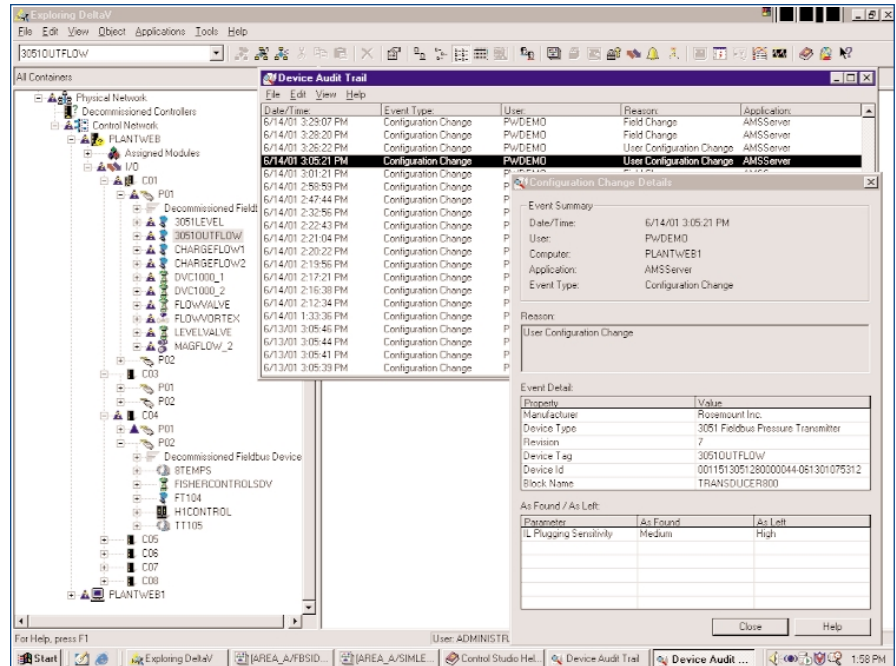 Exploring DeltaV
File Edit View Object Applications Tools Help
3051OUTFLOW
All Containers
Physical Network
Decommissioned Controllers
Control Network
PLANTWEB
Assigned Modules
I/O
C01
P01
Decommissioned Fieldb
3051LEVEL
3051OUTFLOW
CHARGEFLOW1
CHARGEFLOW2
DVC1000_1
DVC1000_2
FLOWVALVE
FLOWVORTEX
LEVELVALVE
MAGFLOW_2
P02
C03
P01
P02
C04
P01
P02
Decommissioned Fieldbus Device
8TEMPS
FISHERCONTROLSDV
FT104
H1CONTROL
TT105
C05
C06
C07
C08
PLANTWEB1
Device Audit Trail
File Edit View Help
Date/Time: Event Type: User: Reason: Application:
6/14/01 3:29:07 PM Configuration Change PWDEMO Field Change AMSServer
6/14/01 3:28:20 PM Configuration Change PWDEMO Field Change AMSServer
6/14/01 3:26:22 PM Configuration Change PWDEMO User Configuration Change AMSServer
6/14/01 3:05:21 PM Configuration Change PWDEMO User Configuration Change AMSServer
6/14/01 3:01:21 PM Configuration Change
6/14/01 2:58:59 PM Configuration Change P
6/14/01 2:47:44 PM Configuration Change P
6/14/01 2:32:56 PM Configuration Change P
6/14/01 2:22:43 PM Configuration Change P
6/14/01 2:21:04 PM Configuration Change P
6/14/01 2:20:22 PM Configuration Change P
6/14/01 2:19:56 PM Configuration Change P
6/14/01 2:17:21 PM Configuration Change P
6/14/01 2:16:38 PM Configuration Change P
6/14/01 2:12:34 PM Configuration Change P
6/14/01 1:33:36 PM Configuration Change P
6/13/01 3:05:46 PM Configuration Change P
6/13/01 3:05:44 PM Configuration Change P
6/13/01 3:05:41 PM Configuration Change P
6/13/01 3:05:39 PM Configuration Change P
Configuration Change Details
Event Summary
Date/Time: 6/14/01 3:05:21 PM
User: PWDEMO
Computer: PLANTWEB1
Application: AMSServer
Event Type: Configuration Change
Reason:
User Configuration Change
Event Detail:
Property Value
Manufacturer Rosemount Inc.
Device Type 3051 Fieldbus Pressure Transmitter
Revision 7
Device Tag 3051OUTFLOW
Device Id 0011513051280000044-061301075312
Block Name TRANSDUCER800
As Found / As Left:
Parameter As Found As Left
IL Plugging Sensitivity Medium High
Close Help
For Help, press F1
User: ADMINISTR
Start Exploring DeltaV [AREA_A/FBSID... [AREA_A/SIMLE... Control Studio Hel... Device Audit Trail Device Audit ... 1:58 PM